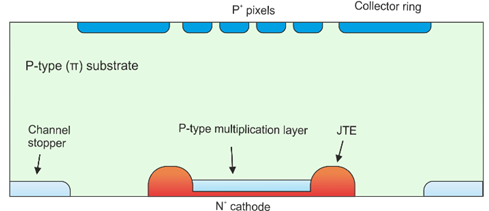 P⁺ pixels
Collector ring
P-type (π) substrate
Channel
stopper
P-type multiplication layer
JTE
N⁺ cathode